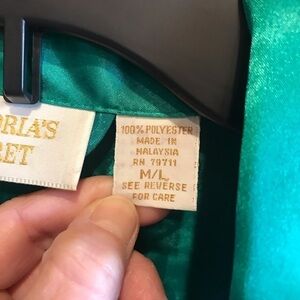 RIA'S
RET
100% POLYESTER
MADE IN
MALAYSIA
RN 79711
M/L
SEE REVERSE
FOR CARE